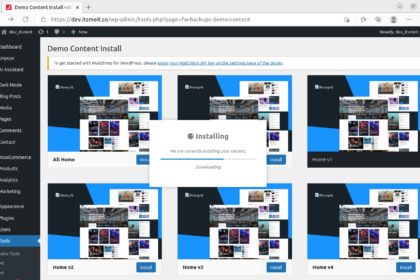 Demo Content Install
https://dev.itsmeit.co/wp-admin/tools.php?page=fw-backups-demo-content
dev_itsmeit
1
0
New
Howdy, dev_itsmeit
Dashboard
Demo Content Install
To get started with Mailchimp for WordPress, please enter your Mailchimp API key on the settings page of the plugin.
AI Assistant
Dark Mode
Blog Posts
Media
Pages
Comments
Contact
WooCommerce
Products
Analytics
Marketing
Appearance
Plugins
Users
Tools
Installing
We are currently installing your content.
Downloading
All Home
Install
Install
Home v1
Home v2
Install
Home v3
Install
Home v4
Install